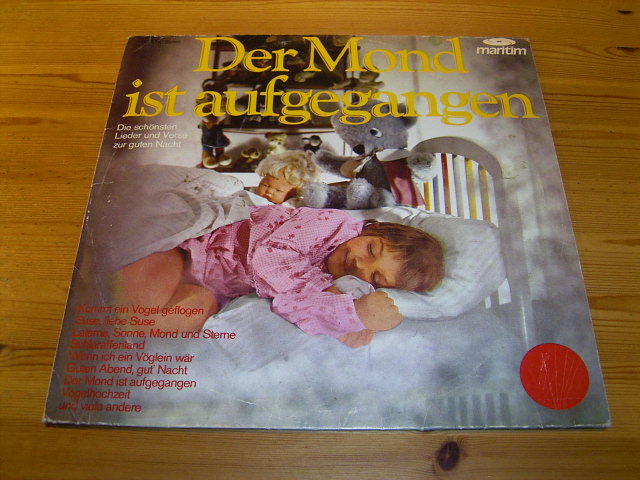 Der Mond
ist aufgegangen
maritim
Die schönsten
Lieder und Verse
zur guten Nacht
Kommt ein Vogel geflogen
Suse, liebe Suse
Laterne, Sonne, Mond und Sterne
Schlaraffenland
Wenn ich ein Vöglein wär
Guten Abend, gut' Nacht
Der Mond ist aufgegangen
Vogelhochzeit
und viele andere